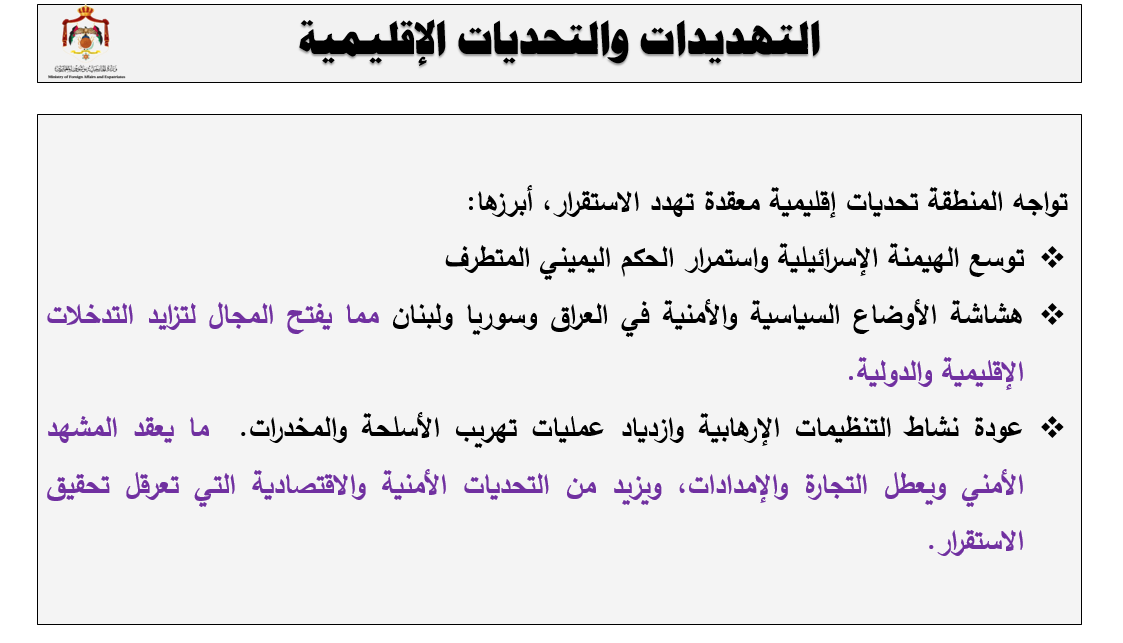 التهديدات والتحديات الإقليمية
Ministry of Foreign Affairs and Expatriates
تواجه المنطقة تحديات إقليمية معقدة تهدد الاستقرار، أبرزها:
❖ توسع الهيمنة الإسرائيلية واستمرار الحكم اليميني المتطرف
❖ هشاشة الأوضاع السياسية والأمنية في العراق وسوريا ولبنان مما يفتح المجال لتزايد التدخلات
الإقليمية والدولية.
❖ عودة نشاط التنظيمات الإرهابية وازدياد عمليات تهريب الأسلحة والمخدرات. ما يعقد المشهد
الأمني ويعطل التجارة والإمدادات، ويزيد من التحديات الأمنية والاقتصادية التي تعرقل تحقيق
الاستقرار.